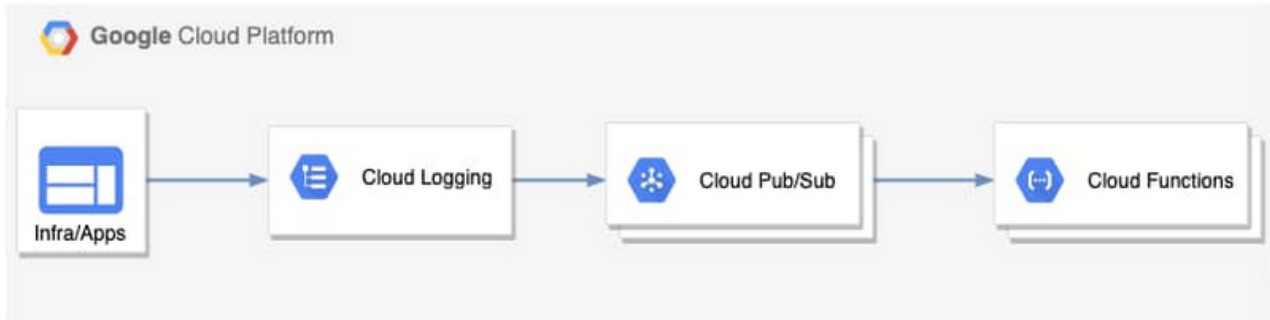 Google Cloud Platform
Infra/Apps
Cloud Logging
Cloud Pub/Sub
Cloud Functions